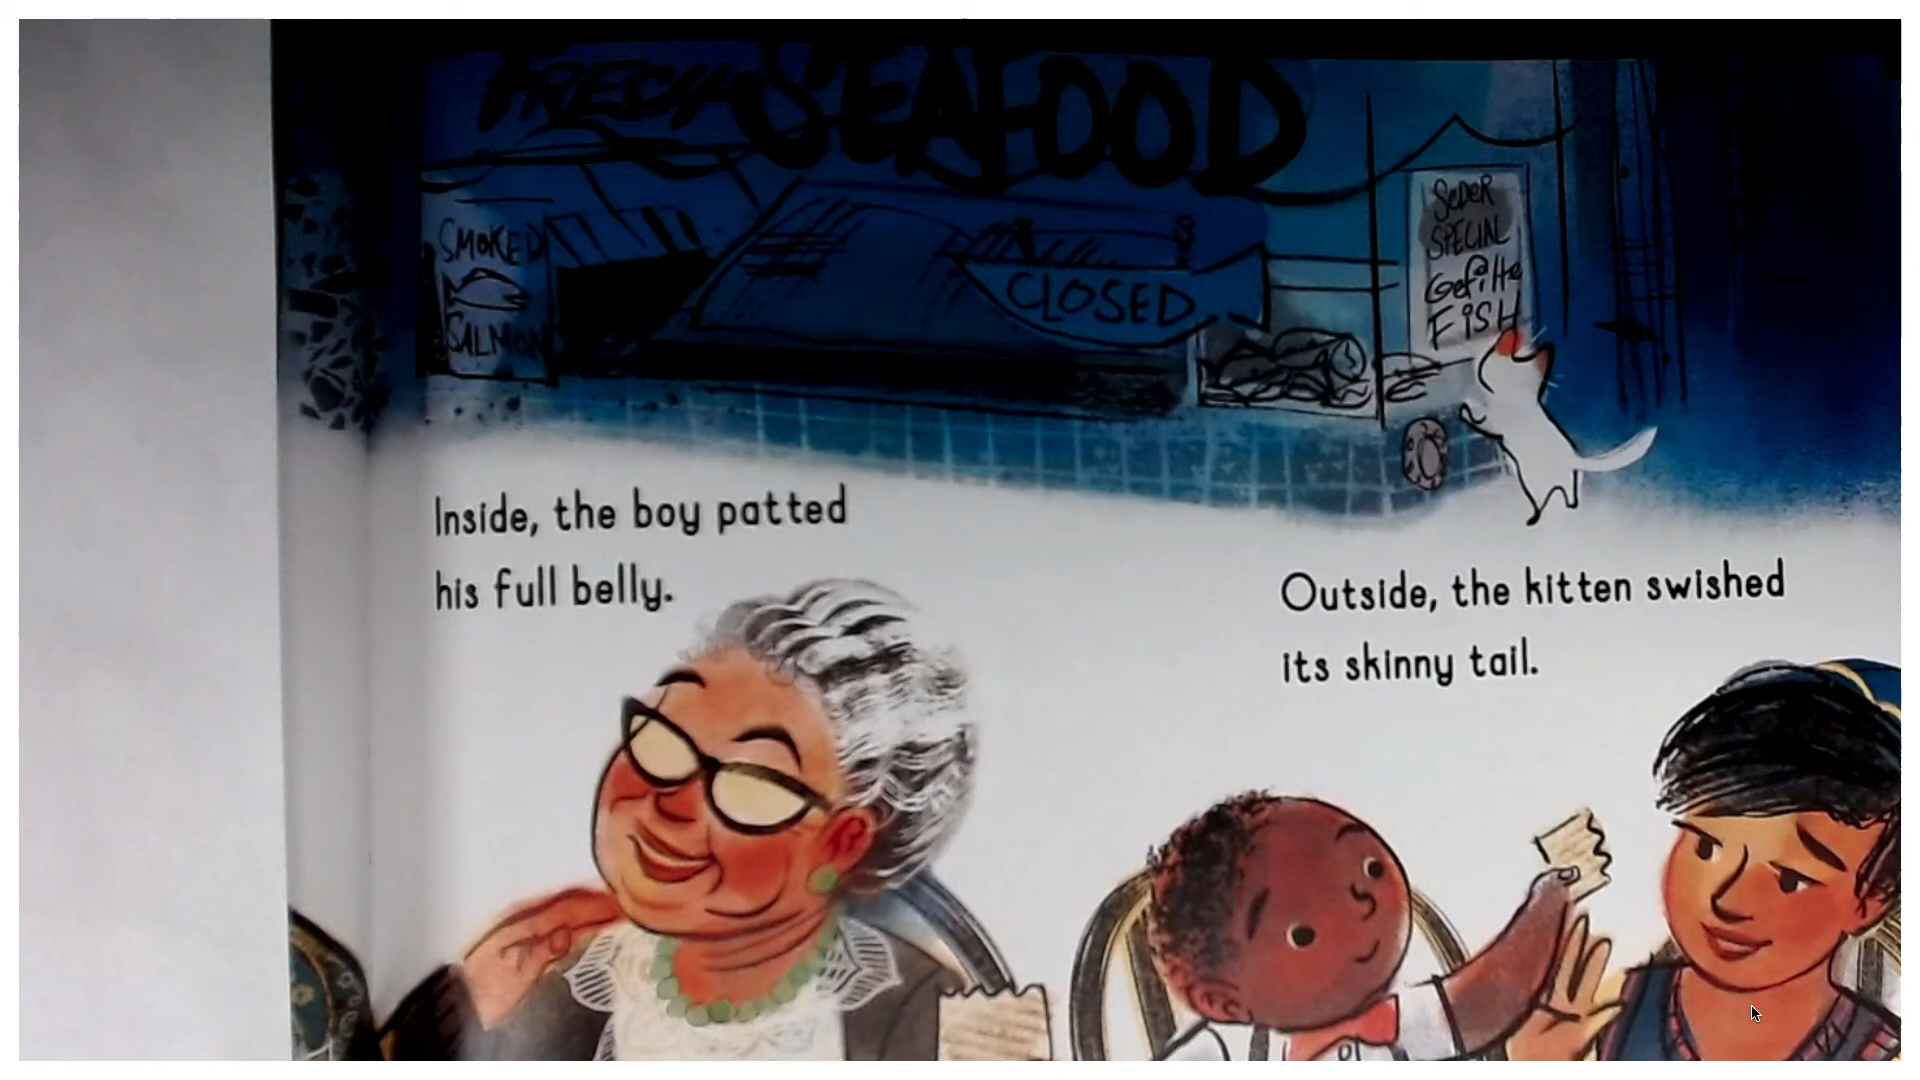 FRESH SEAFOOD
SMOKED
SALMON
CLOSED
SEDER
SPECIAL
Gefilte
FiSH
Inside, the boy patted
his full belly.
Outside, the kitten swished
its skinny tail.